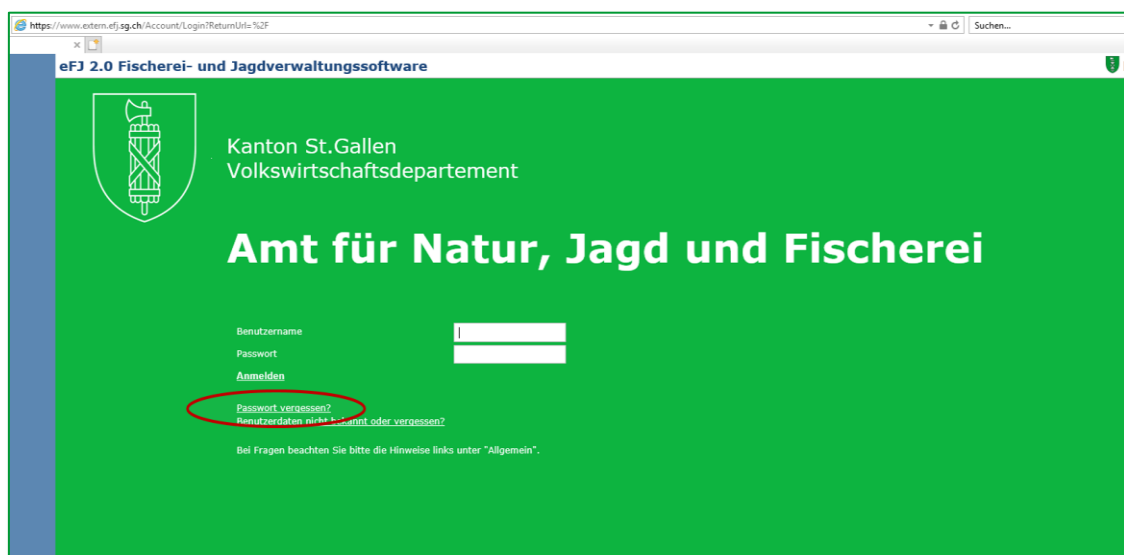 https://www.extern.efj.sg.ch/Account/Login?ReturnUrl=%2F
Suchen...
eFJ 2.0 Fischerei- und Jagdverwaltungssoftware
Kanton St.Gallen
Volkswirtschaftsdepartement
Amt für Natur, Jagd und Fischerei
Benutzername
Passwort
Anmelden
Passwort vergessen?
Benutzerdaten nicht bekannt oder vergessen?
Bei Fragen beachten Sie bitte die Hinweise links unter "Allgemein".